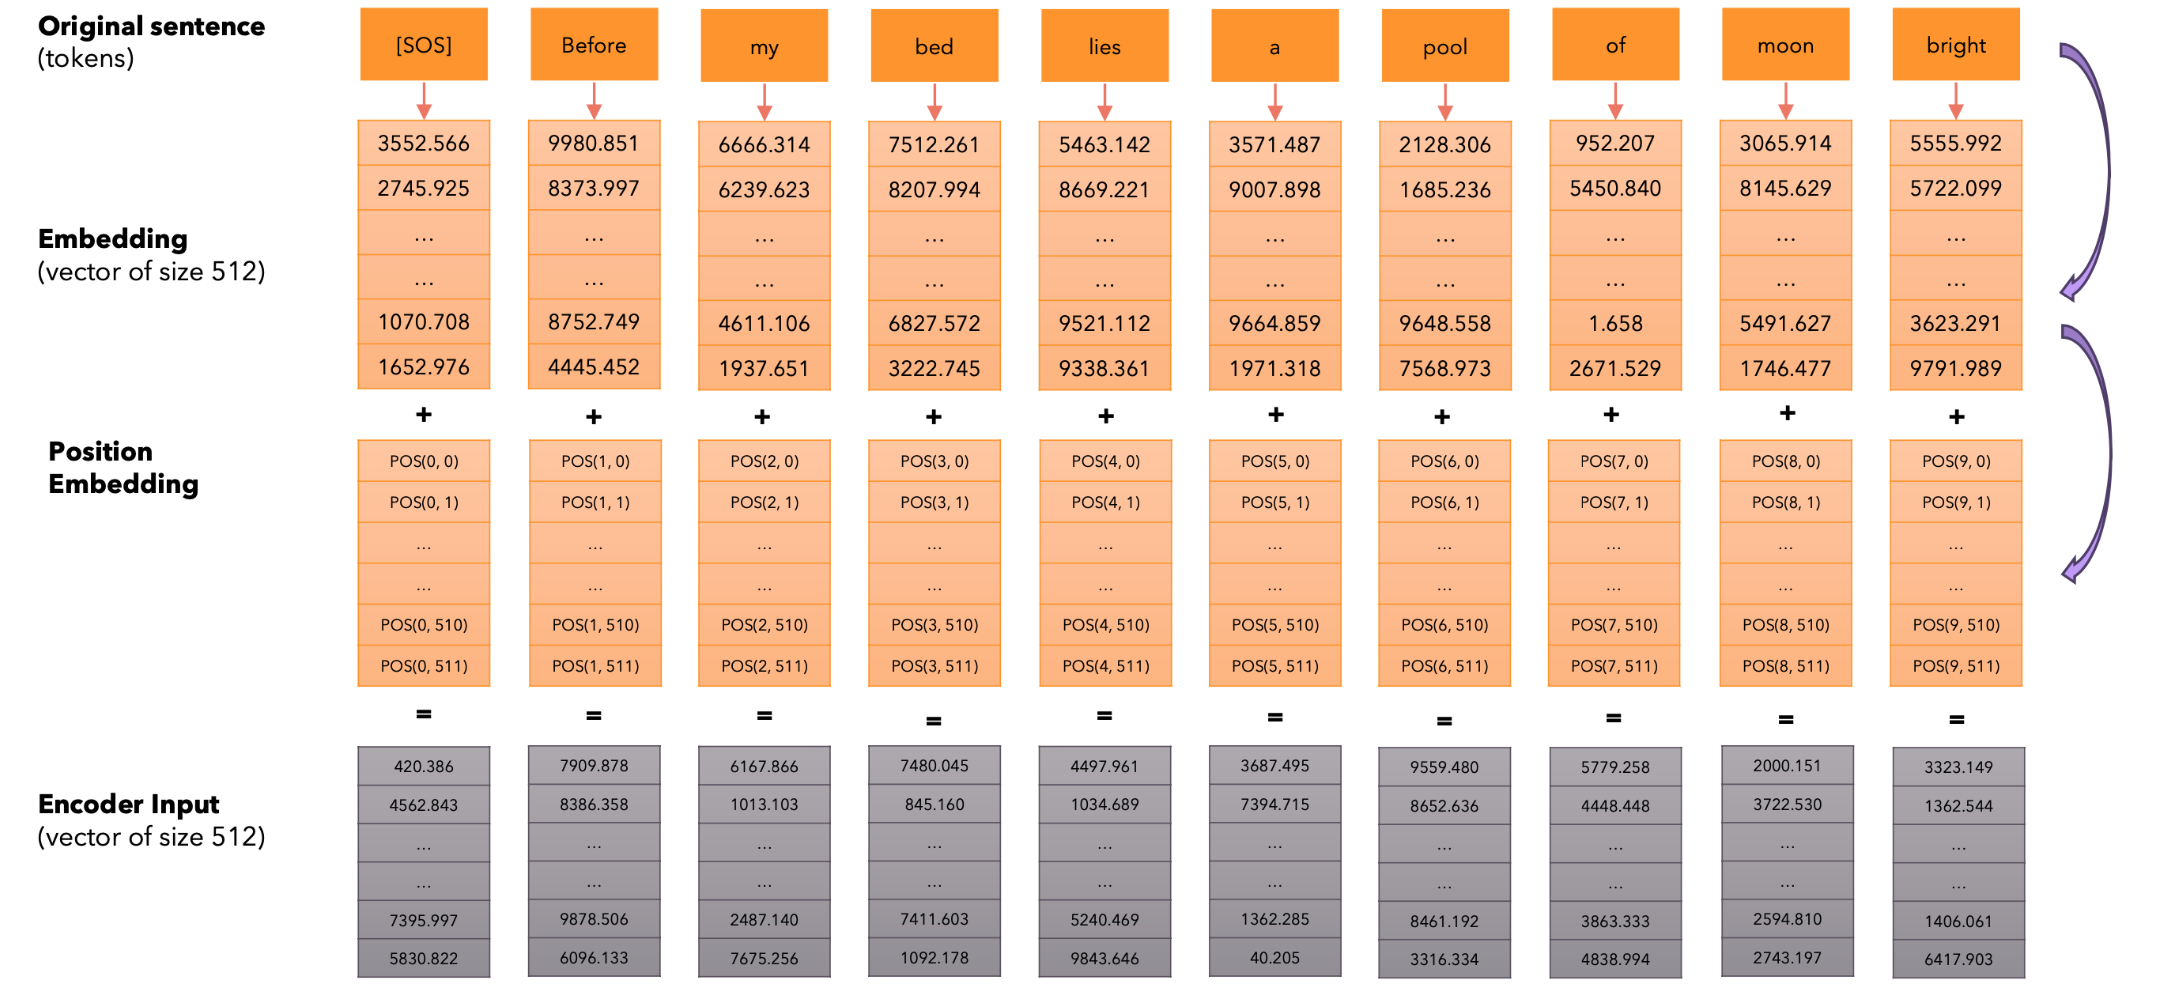 Original sentence
(tokens)
[SOS] Before my bed lies a pool of moon bright
Embedding
(vector of size 512)
3552.566 9980.851 6666.314 7512.261 5463.142 3571.487 2128.306 952.207 3065.914 5555.992
2745.925 8373.997 6239.623 8207.994 8669.221 9007.898 1685.236 5450.840 8145.629 5722.099
... ... ... ... ... ... ... ... ... ...
... ... ... ... ... ... ... ... ... ...
1070.708 8752.749 4611.106 6827.572 9521.112 9664.859 9648.558 1.658 5491.627 3623.291
1652.976 4445.452 1937.651 3222.745 9338.361 1971.318 7568.973 2671.529 1746.477 9791.989
+ + + + + + + + + +
Position
Embedding
POS(0, 0) POS(1, 0) POS(2, 0) POS(3, 0) POS(4, 0) POS(5, 0) POS(6, 0) POS(7, 0) POS(8, 0) POS(9, 0)
POS(0, 1) POS(1, 1) POS(2, 1) POS(3, 1) POS(4, 1) POS(5, 1) POS(6, 1) POS(7, 1) POS(8, 1) POS(9, 1)
... ... ... ... ... ... ... ... ... ...
... ... ... ... ... ... ... ... ... ...
POS(0, 510) POS(1, 510) POS(2, 510) POS(3, 510) POS(4, 510) POS(5, 510) POS(6, 510) POS(7, 510) POS(8, 510) POS(9, 510)
POS(0, 511) POS(1, 511) POS(2, 511) POS(3, 511) POS(4, 511) POS(5, 511) POS(6, 511) POS(7, 511) POS(8, 511) POS(9, 511)
= = = = = = = = = =
Encoder Input
(vector of size 512)
420.386 7909.878 6167.866 7480.045 4497.961 3687.495 9559.480 5779.258 2000.151 3323.149
4562.843 8386.358 1013.103 845.160 1034.689 7394.715 8652.636 4448.448 3722.530 1362.544
... ... ... ... ... ... ... ... ... ...
... ... ... ... ... ... ... ... ... ...
7395.997 9878.506 2487.140 7411.603 5240.469 1362.285 8461.192 3863.333 2594.810 1406.061
5830.822 6096.133 7675.256 1092.178 9843.646 40.205 3316.334 4838.994 2743.197 6417.903